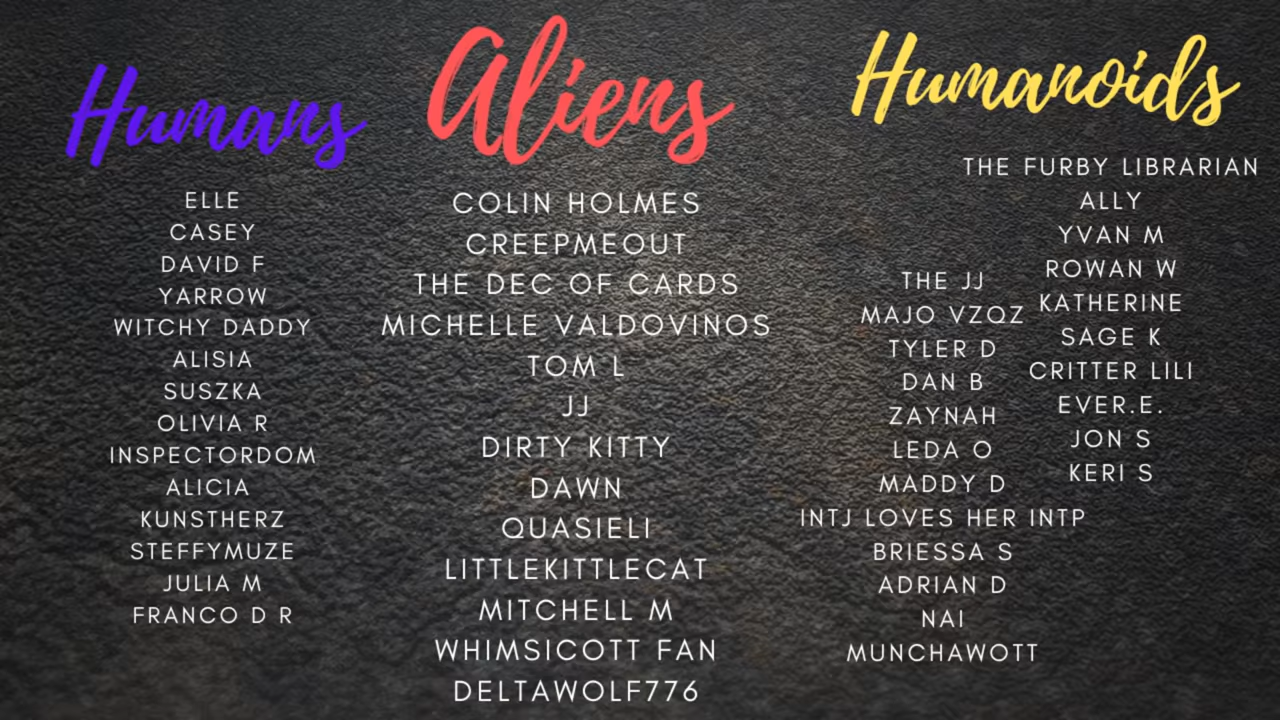 Humans
ELLE
CASEY
DAVID F
YARROW
WITCHY DADDY
ALISIA
SUSZKA
OLIVIA R
INSPECTORDOM
ALICIA
KUNSTHERZ
STEFFYMUZE
JULIA M
FRANCO D R
Aliens
COLIN HOLMES
CREEPMEOUT
THE DEC OF CARDS
MICHELLE VALDOVINOS
TOM L
JJ
DIRTY KITTY
DAWN
QUASIELI
LITTLEKITTLECAT
MITCHELL M
WHIMSICOTT FAN
DELTAWOLF776
Humanoids
THE JJ
MAJO VZQZ
TYLER D
DAN B
ZAYNAH
LEDA O
MADDY D
INTJ LOVES HER INTP
BRIESSA S
ADRIAN D
NAI
MUNCHAWOTT
THE FURBY LIBRARIAN
ALLY
YVAN M
ROWAN W
KATHERINE
SAGE K
CRITTER LILI
EVER.E.
JON S
KERI S